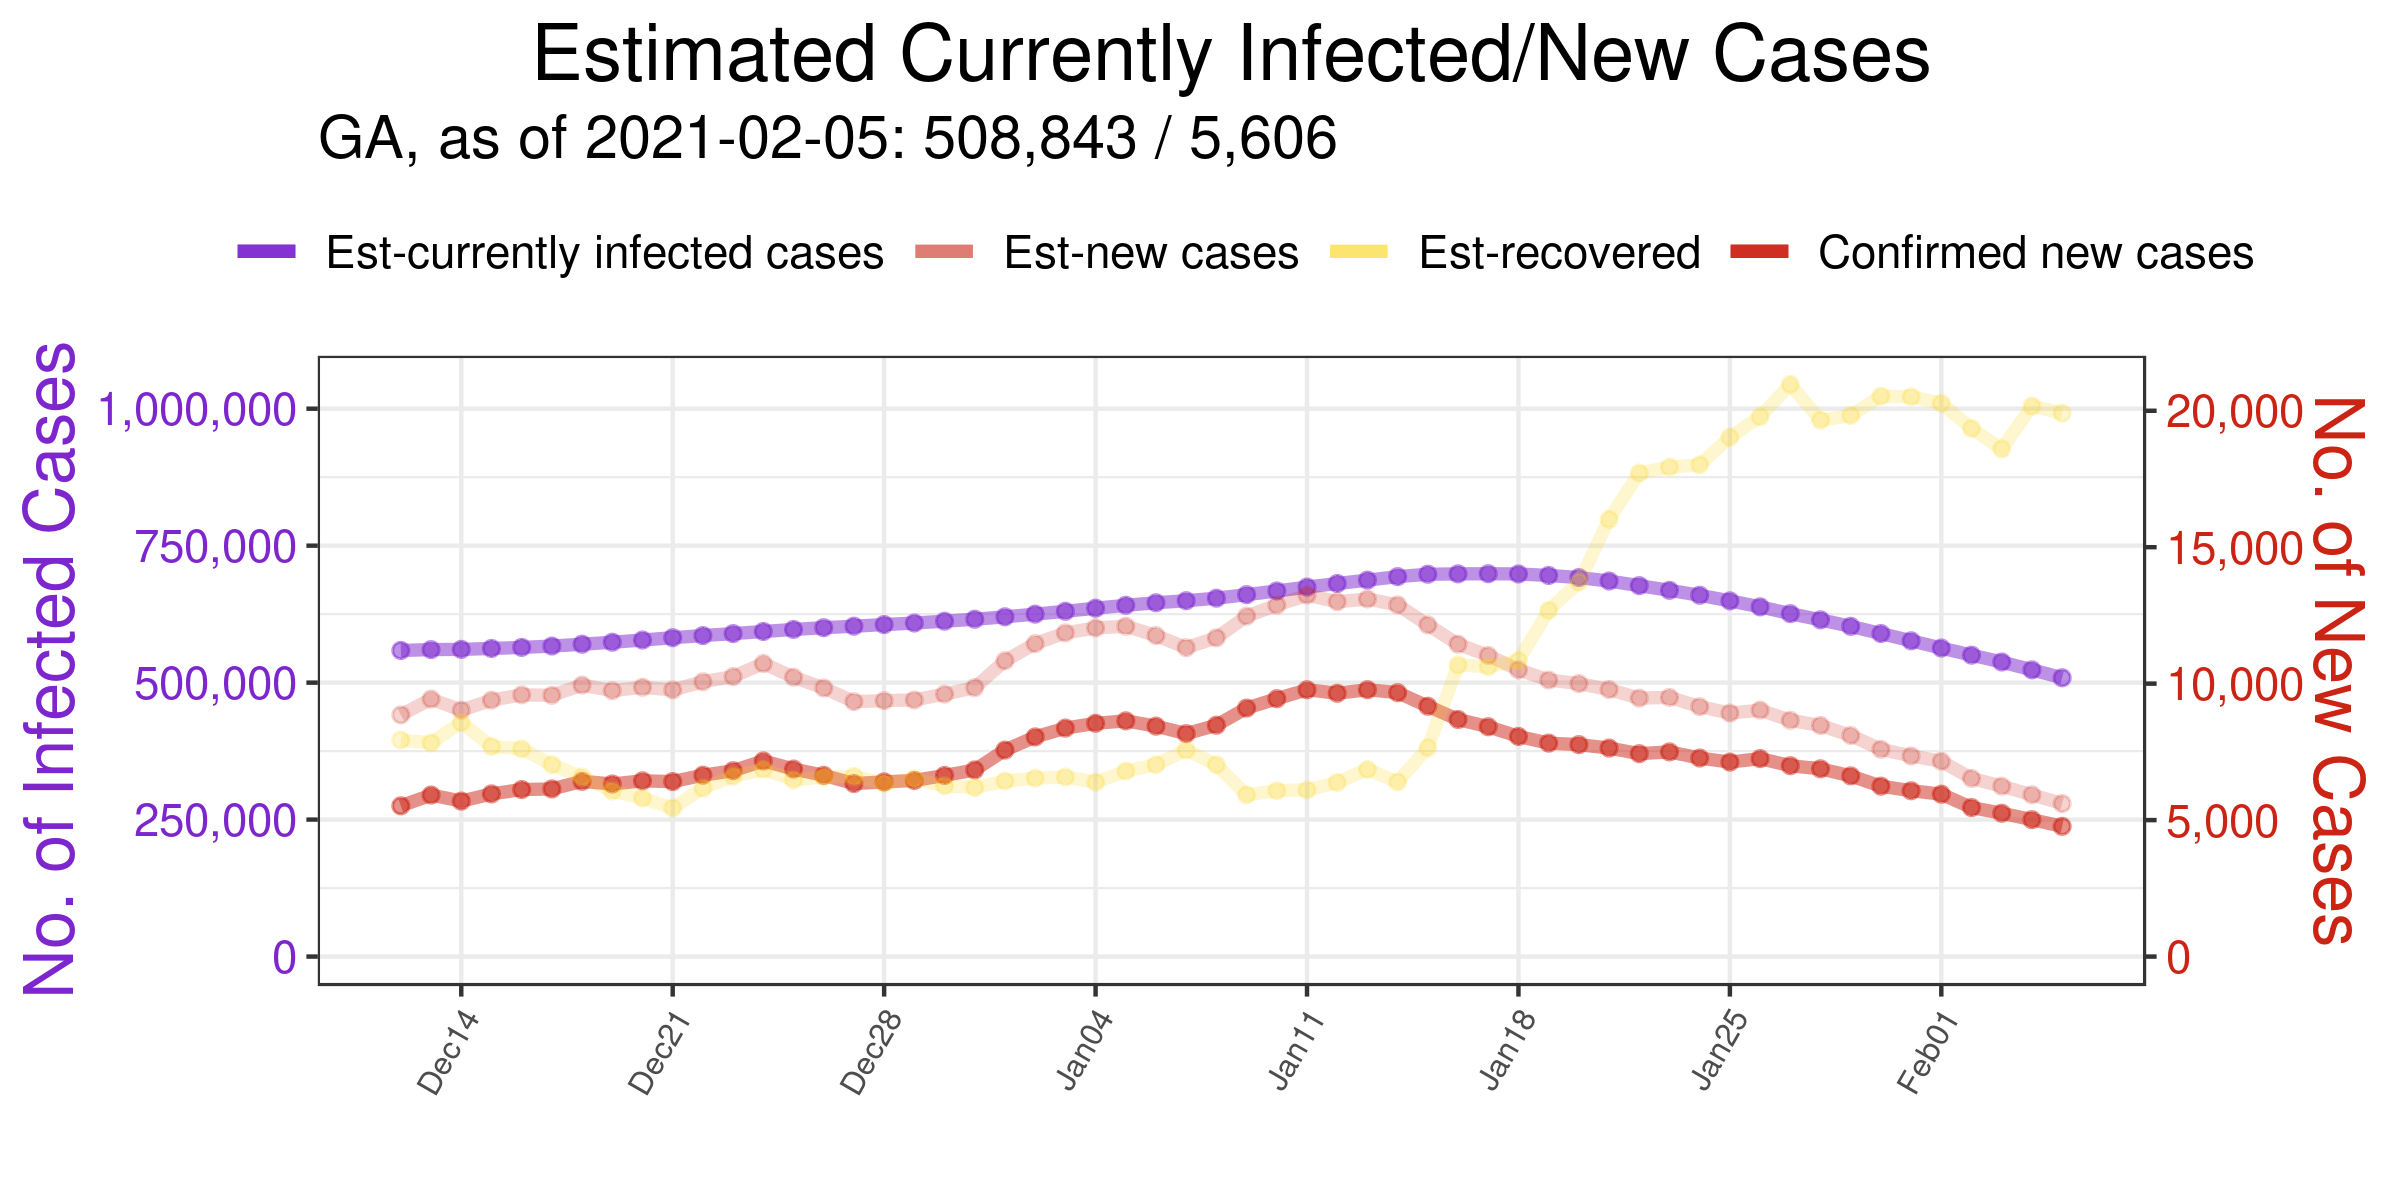 Estimated Currently Infected/New Cases
GA, as of 2021-02-05: 508,843 / 5,606
Est-currently infected cases Est-new cases Est-recovered Confirmed new cases
No. of Infected Cases
1,000,000
750,000
500,000
250,000
0
20,000
15,000
10,000
5,000
0
No. of New Cases
Dec14 Dec21 Dec28 Jan04 Jan11 Jan18 Jan25 Feb01